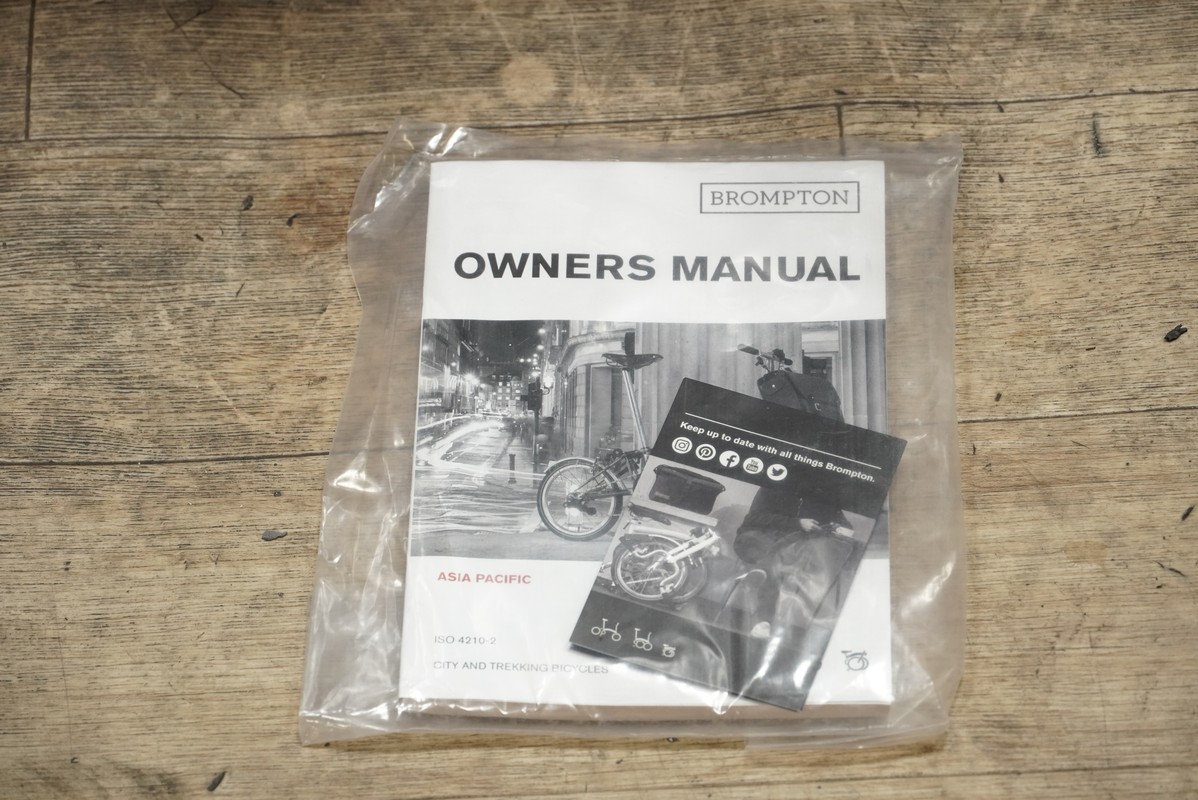 BROMPTON
OWNERS MANUAL
Keep up to date with all things Brompton.
ASIA PACIFIC
ISO 4210-2
CITY AND TREKKING BICYCLES